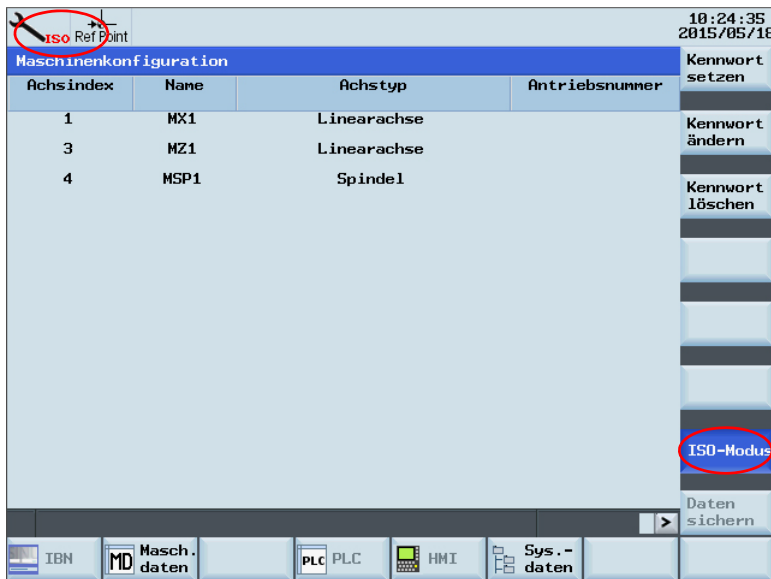 ISO Ref Point
10:24:35
2015/05/18
Maschinenkonfiguration
Achsindex Name Achstyp Antriebsnummer
1 MX1 Linearachse
3 MZ1 Linearachse
4 MSP1 Spindel
Kennwort
setzen
Kennwort
ändern
Kennwort
löschen
ISO-Modus
Daten
sichern
>
IBN
MD Masch.
daten
PLC PLC
HMI
Sys.-
daten